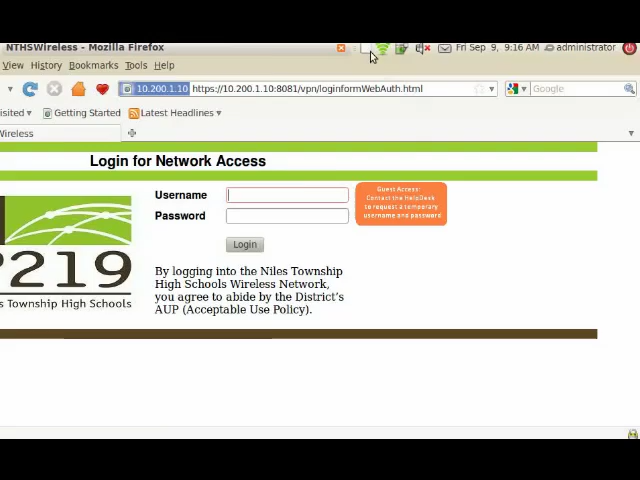 NTHSWireless - Mozilla Firefox
Fri Sep 9, 9:16 AM administrator
View History Bookmarks Tools Help
10.200.1.10 https://10.200.1.10:8081/vpn/loginformWebAuth.html Google
isited Getting Started Latest Headlines
Wireless
Login for Network Access
Username
Password
Guest Access:
Contact the HelpDesk
to request a temporary
username and password
Login
219
s Township High Schools
By logging into the Niles Township
High Schools Wireless Network,
you agree to abide by the District's
AUP (Acceptable Use Policy).